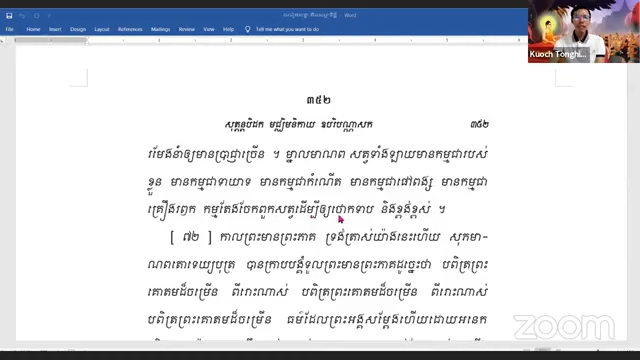 File Home Insert Design Layout References Mailings Review View Help Tell me what you want to do
Kuoch Tonghi...
៣៥២
សុត្តន្តបិដក មជ្ឈិមនិកាយ ឧបរិបណ្ណាសក ៣៥២
រមែងនាំឲ្យមានប្រាជ្ញាច្រើន ។ ម្នាលមាណព សត្វទាំងឡាយមានកម្មជារបស់
ខ្លួន មានកម្មជាទាយាទ មានកម្មជាកំណើត មានកម្មជាផៅពង្ស មានកម្មជា
គ្រឿងរឭក កម្មតែងចែកពួកសត្វដើម្បីឲ្យថោកទាប និងខ្ពង់ខ្ពស់ ។
[ ៧២ ] កាលព្រះមានព្រះភាគ ទ្រង់ត្រាស់យ៉ាងនេះហើយ សុភមា-
ណពតោទេយ្យបុត្រ បានក្រាបបង្គំទូលព្រះមានព្រះភាគដូច្នេះថា បពិត្រព្រះ
គោតមដ៏ចម្រើន ពីរោះណាស់ បពិត្រព្រះគោតមដ៏ចម្រើន ពីរោះណាស់
បពិត្រព្រះគោតមដ៏ចម្រើន ធម៌ដែលព្រះអង្គសម្តែងហើយដោយអនេក
zoom